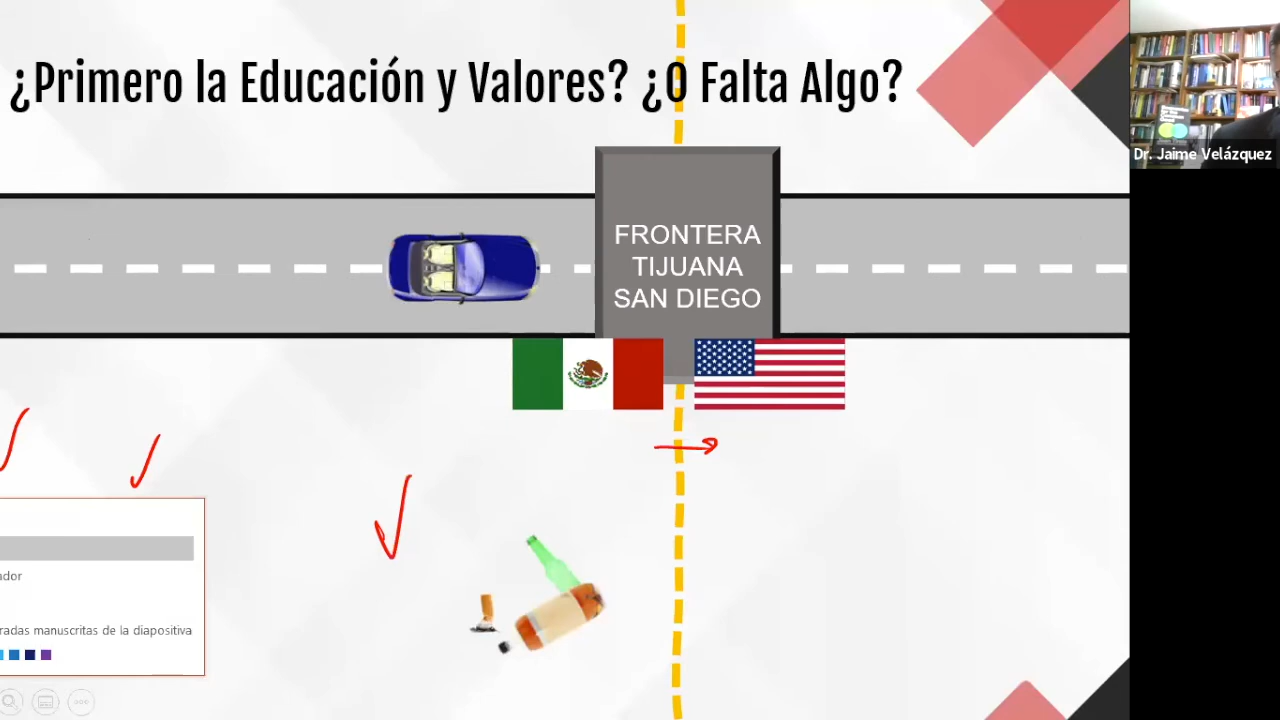 ¿Primero la Educación y Valores? ¿O Falta Algo?
Dr. Jaime Velázquez
FRONTERA
TIJUANA
SAN DIEGO
ador
radas manuscritas de la diapositiva